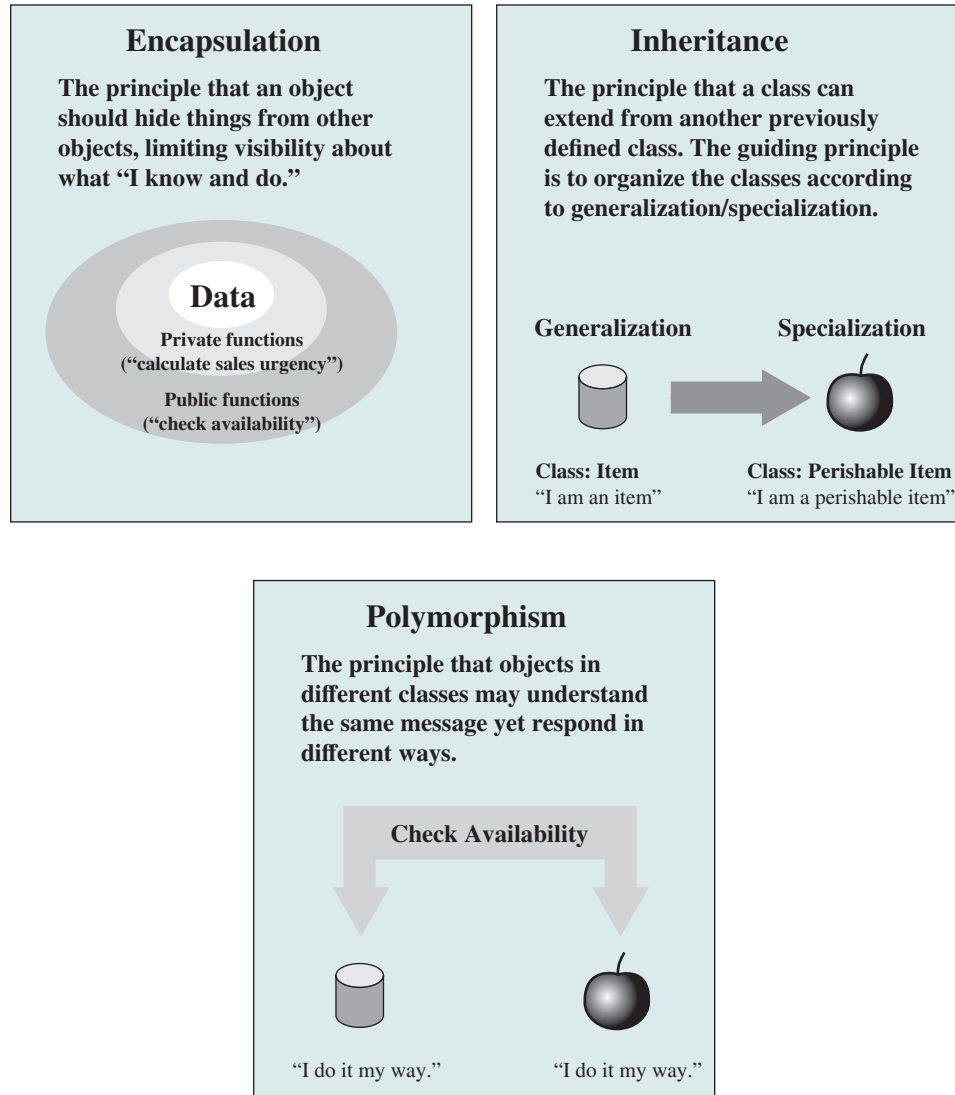 Encapsulation
The principle that an object
should hide things from other
objects, limiting visibility about
what “I know and do.”
Data
Private functions
(“calculate sales urgency”)
Public functions
(“check availability”)
Inheritance
The principle that a class can
extend from another previously
defined class. The guiding principle
is to organize the classes according
to generalization/specialization.
Generalization
Specialization
Class: Item
“I am an item”
Class: Perishable Item
“I am a perishable item”
Polymorphism
The principle that objects in
different classes may understand
the same message yet respond in
different ways.
Check Availability
“I do it my way.”
“I do it my way.”